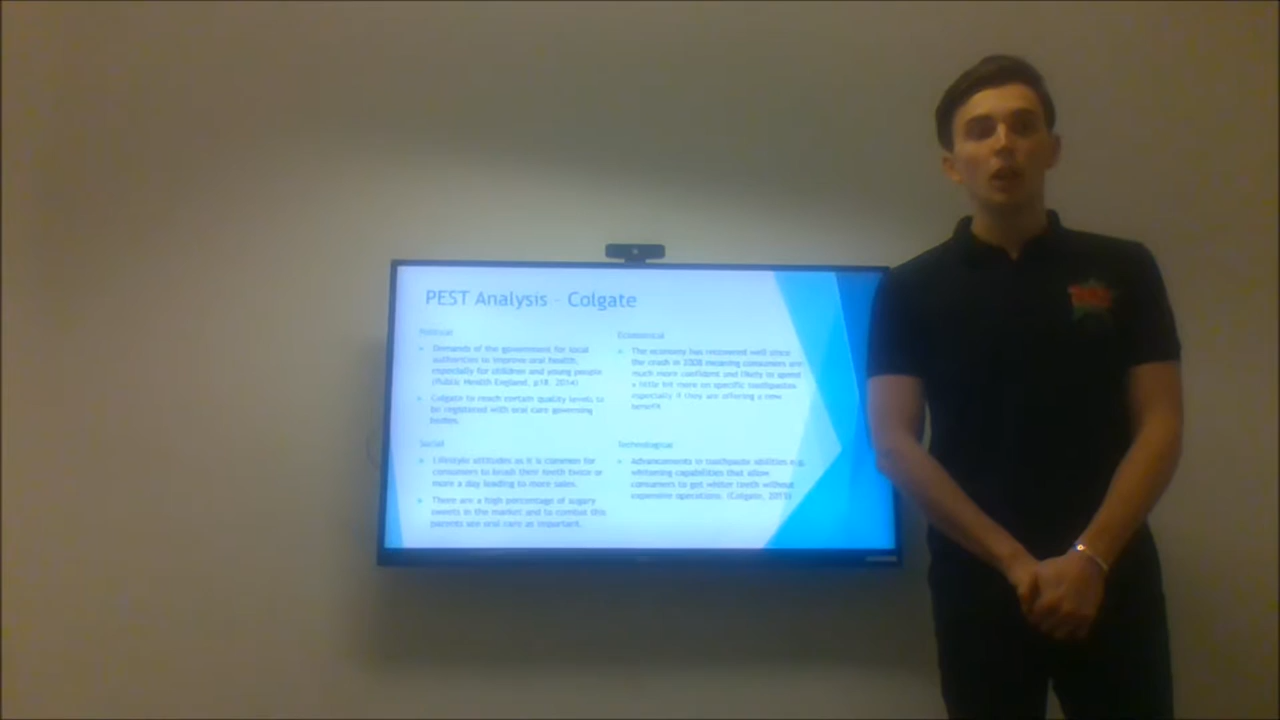 PEST Analysis – Colgate
Political
Demands of the government for local
authorities to improve oral health,
especially for children and young people
(Public Health England, p18, 2014)
Colgate to reach certain quality levels to
be registered with oral care governing
bodies.
Social
Lifestyle attitudes as it is common for
consumers to brush their teeth twice or
more a day leading to more sales.
There are a high percentage of sugary
sweets in the market and to combat this
parents see oral care as important.
Economical
The economy has recovered well since
the crash in 2008 meaning consumers are
much more confident and likely to spend
a little bit more on specific toothpastes
especially if they are offering a new
benefit.
Technological
Advancements in toothpaste abilities e.g.
whitening capabilities that allow
consumers to get whiter teeth without
expensive operations. (Colgate,